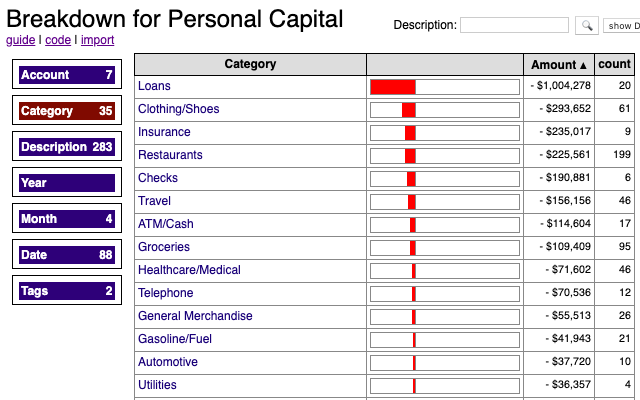 Breakdown for Personal Capital
guide | code | import
Description:
show D
Account 7
Category 35
Description 283
Year
Month 4
Date 88
Tags 2
Category Amount ▲ count
Loans - $1,004,278 20
Clothing/Shoes - $293,652 61
Insurance - $235,017 9
Restaurants - $225,561 199
Checks - $190,881 6
Travel - $156,156 46
ATM/Cash - $114,604 17
Groceries - $109,409 95
Healthcare/Medical - $71,602 46
Telephone - $70,536 12
General Merchandise - $55,513 26
Gasoline/Fuel - $41,943 21
Automotive - $37,720 10
Utilities - $36,357 4